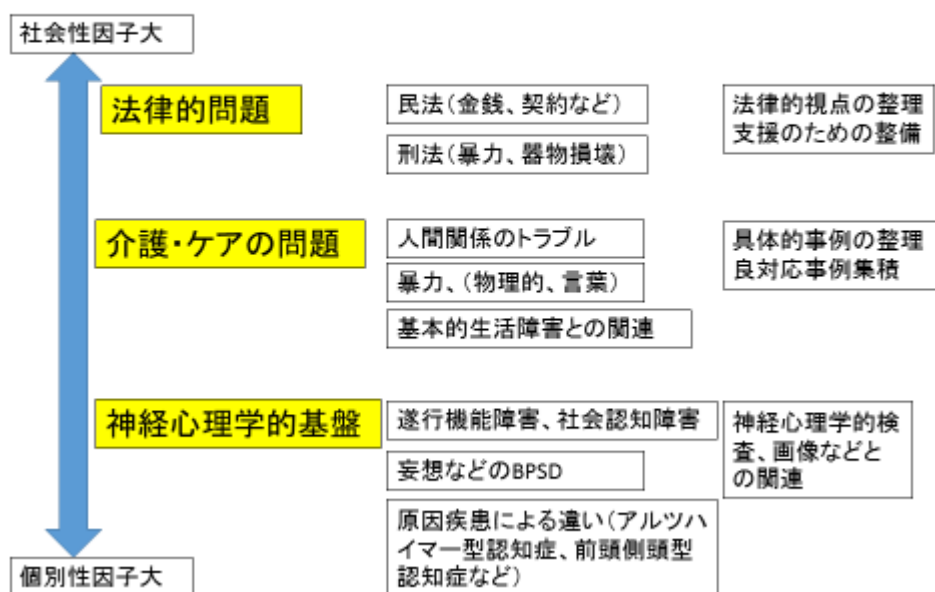 社会性因子大
法律的問題
民法（金銭、契約など）
刑法（暴力、器物損壊）
法律的視点の整理
支援のための整備
介護・ケアの問題
人間関係のトラブル
暴力、（物理的、言葉）
基本的生活障害との関連
具体的事例の整理
良対応事例集積
神経心理学的基盤
遂行機能障害、社会認知障害
妄想などのBPSD
原因疾患による違い（アルツハ
イマー型認知症、前頭側頭型
認知症など）
神経心理学的検
査、画像などと
の関連
個別性因子大